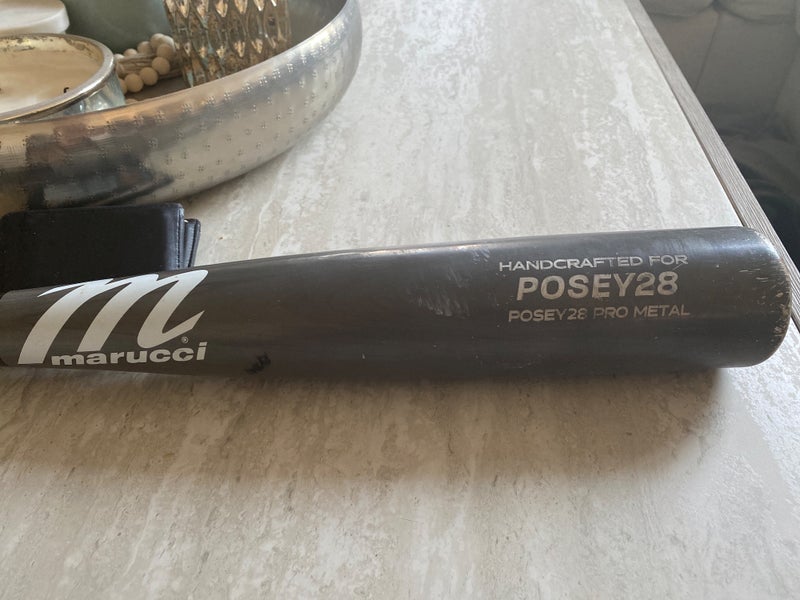 HANDCRAFTED FOR
POSEY28
POSEY28 PRO METAL
m
marucci®